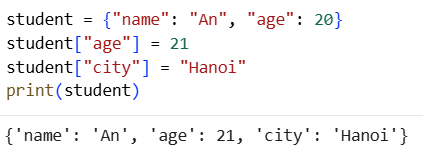 student = {"name": "An", "age": 20}
student["age"] = 21
student["city"] = "Hanoi"
print(student)
{'name': 'An', 'age': 21, 'city': 'Hanoi'}